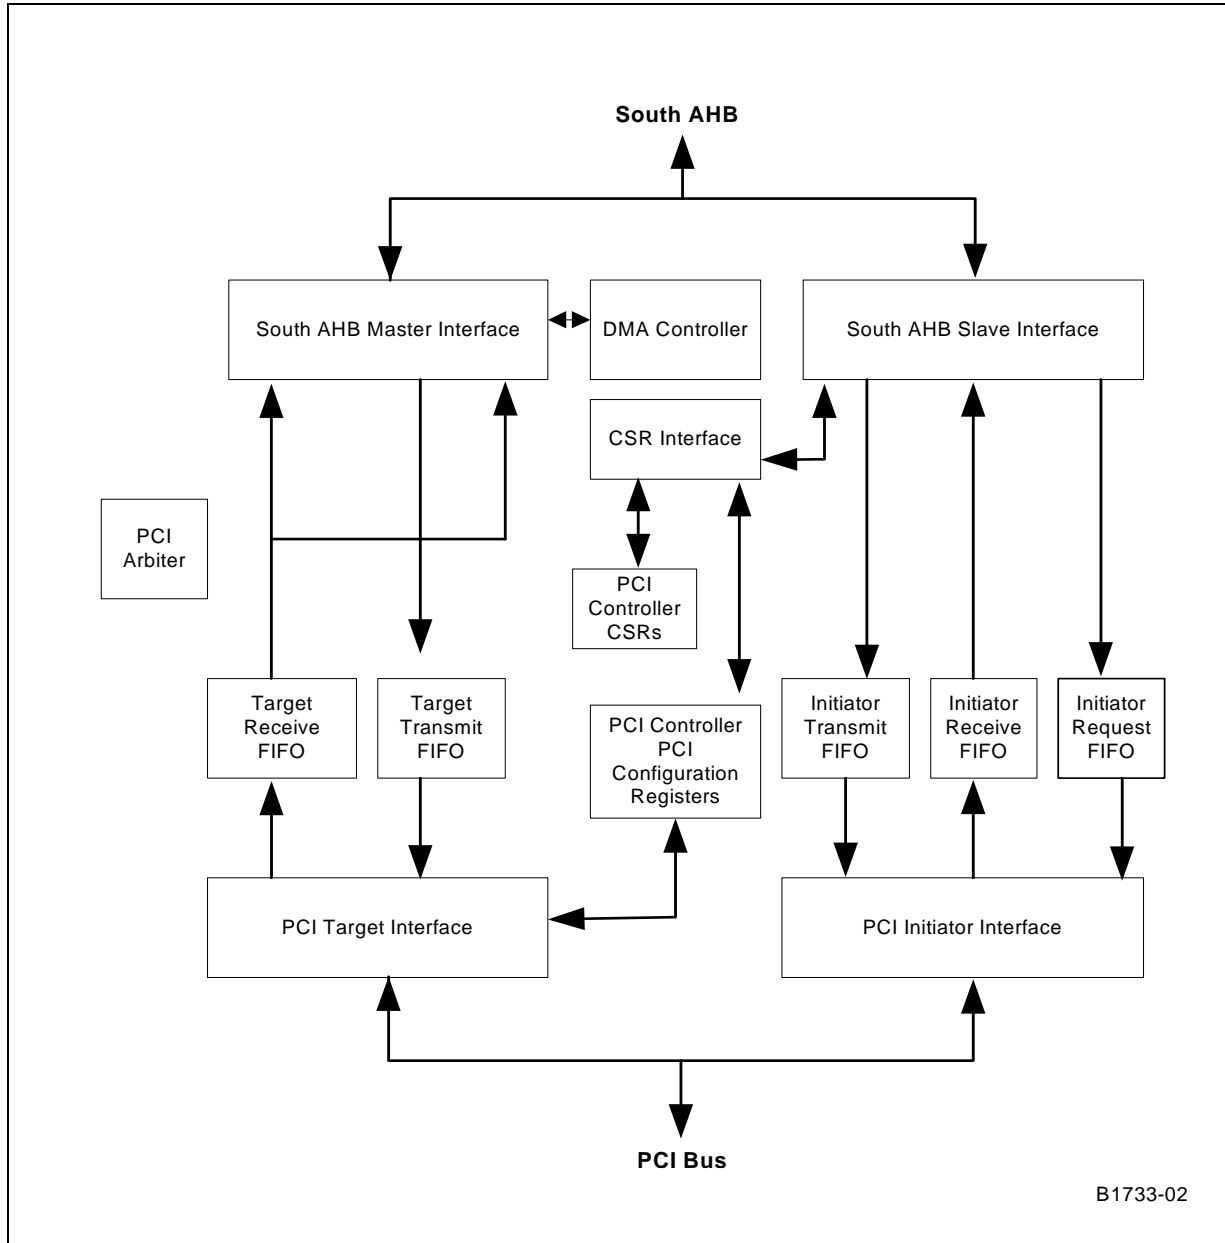 South AHB
South AHB Master Interface
DMA Controller
South AHB Slave Interface
CSR Interface
PCI
Arbiter
PCI
Controller
CSRs
Target
Receive
FIFO
Target
Transmit
FIFO
PCI Controller
PCI
Configuration
Registers
Initiator
Transmit
FIFO
Initiator
Receive
FIFO
Initiator
Request
FIFO
PCI Target Interface
PCI Initiator Interface
PCI Bus
B1733-02